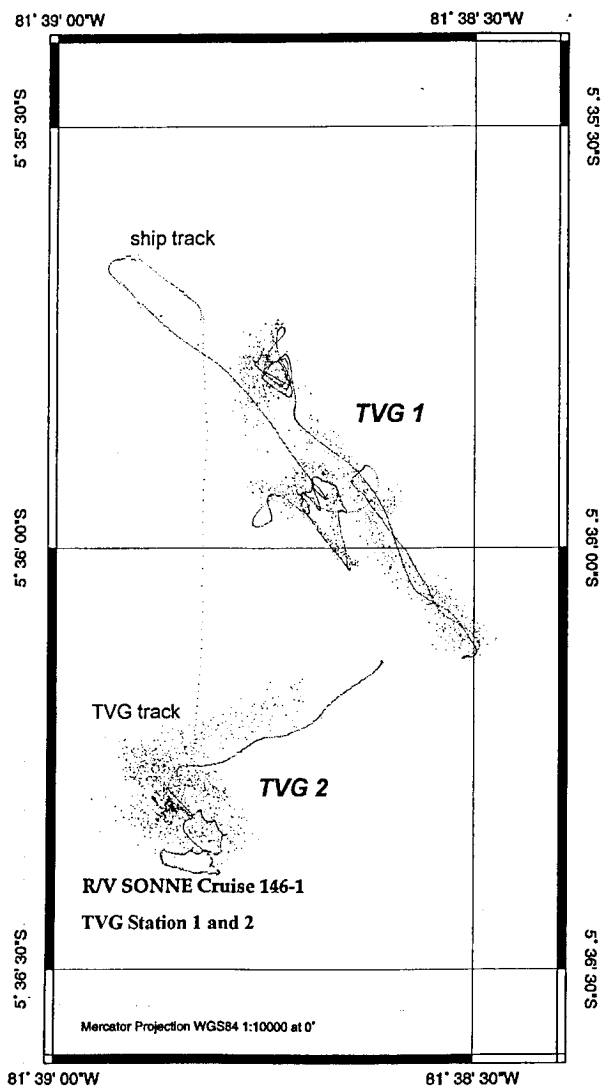 81° 39' 00"W 81° 38' 30"W
5° 35' 30"S 5° 35' 30"S
ship track
TVG 1
5° 36' 00"S 5° 36' 00"S
TVG track
TVG 2
R/V SONNE Cruise 146-1
TVG Station 1 and 2
5° 36' 30"S 5° 36' 30"S
Mercator Projection WGS84 1:10000 at 0°
81° 39' 00"W 81° 38' 30"W